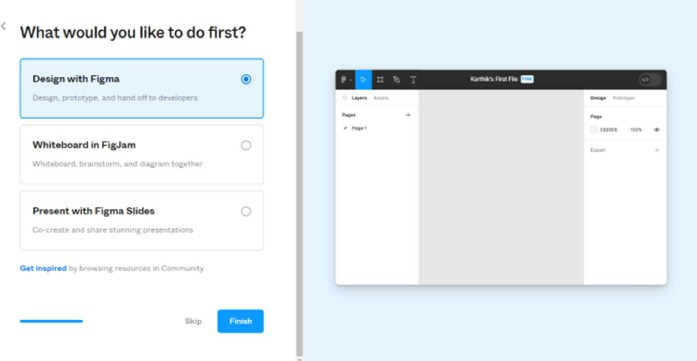 What would you like to do first?
Design with Figma
Design, prototype, and hand off to developers
Whiteboard in FigJam
Whiteboard, brainstorm, and diagram together
Present with Figma Slides
Co-create and share stunning presentations
Get inspired by browsing resources in Community
Skip
Finish
Karthik's First File
Layers Assets
Pages
Page 1
Design Prototype
Page
100%
Export